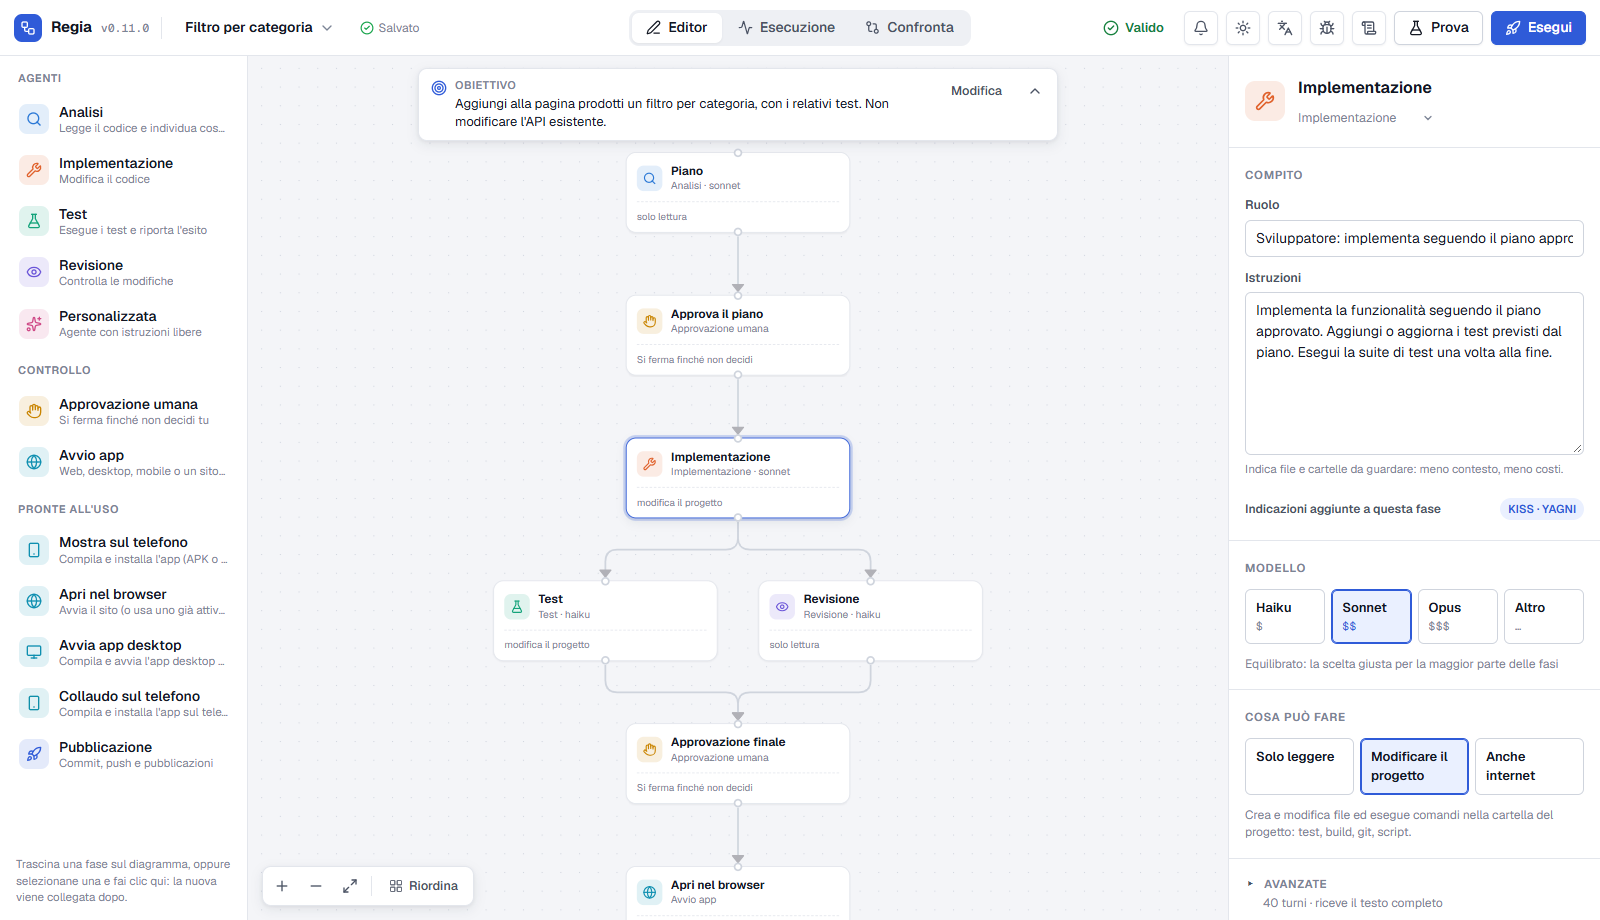 Regia v0.11.0
Filtro per categoria
Salvato
Editor
Esecuzione
Confronta
Valido
Prova
Esegui
AGENTI
Analisi
Legge il codice e individua cos…
Implementazione
Modifica il codice
Test
Esegue i test e riporta l'esito
Revisione
Controlla le modifiche
Personalizzata
Agente con istruzioni libere
CONTROLLO
Approvazione umana
Si ferma finché non decidi tu
Avvio app
Web, desktop, mobile o un sito…
PRONTE ALL'USO
Mostra sul telefono
Compila e installa l'app (APK o …
Apri nel browser
Avvia il sito (o usa uno già attiv…
Avvia app desktop
Compila e avvia l'app desktop …
Collaudo sul telefono
Compila e installa l'app sul tele…
Pubblicazione
Commit, push e pubblicazioni
Trascina una fase sul diagramma, oppure
selezionane una e fai clic qui: la nuova
viene collegata dopo.
OBIETTIVO
Aggiungi alla pagina prodotti un filtro per categoria, con i relativi test. Non
modificare l'API esistente.
Modifica
Piano
Analisi · sonnet
solo lettura
Approva il piano
Approvazione umana
Si ferma finché non decidi
Implementazione
Implementazione · sonnet
modifica il progetto
Test
Test · haiku
modifica il progetto
Revisione
Revisione · haiku
solo lettura
Approvazione finale
Approvazione umana
Si ferma finché non decidi
Apri nel browser
Avvio app
Riordina
Implementazione
Implementazione
COMPITO
Ruolo
Sviluppatore: implementa seguendo il piano appro
Istruzioni
Implementa la funzionalità seguendo il piano
approvato. Aggiungi o aggiorna i test previsti dal
piano. Esegui la suite di test una volta alla fine.
Indica file e cartelle da guardare: meno contesto, meno costi.
Indicazioni aggiunte a questa fase
KISS · YAGNI
MODELLO
Haiku
$
Sonnet
$$
Opus
$$$
Altro
…
Equilibrato: la scelta giusta per la maggior parte delle fasi
COSA PUÒ FARE
Solo leggere
Modificare il
progetto
Anche
internet
Crea e modifica file ed esegue comandi nella cartella del
progetto: test, build, git, script.
AVANZATE
40 turni · riceve il testo completo